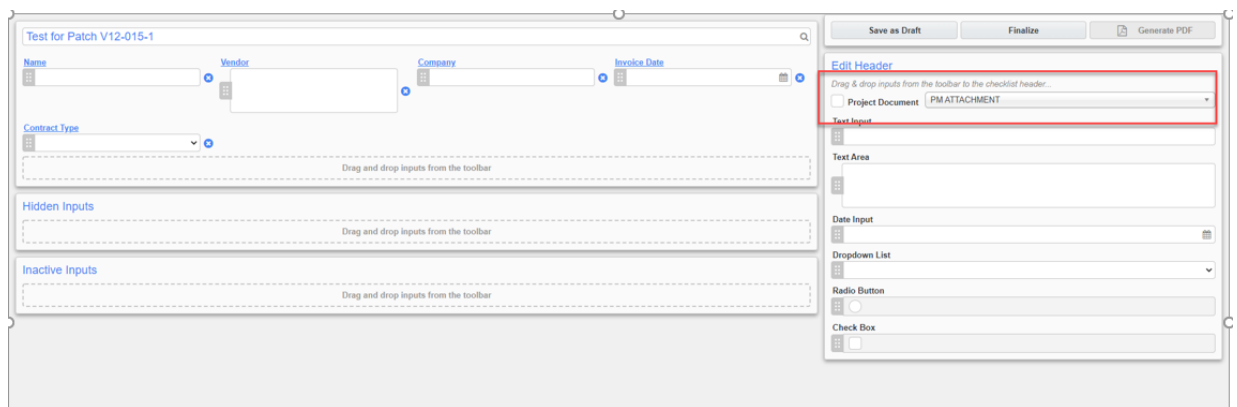 Test for Patch V12-015-1
Name Vendor Company Invoice Date
Contract Type
Drag and drop inputs from the toolbar
Hidden Inputs
Drag and drop inputs from the toolbar
Inactive Inputs
Drag and drop inputs from the toolbar
Save as Draft Finalize Generate PDF
Edit Header
Drag & drop inputs from the toolbar to the checklist header...
Project Document PM ATTACHMENT
Text Input
Text Area
Date Input
Dropdown List
Radio Button
Check Box